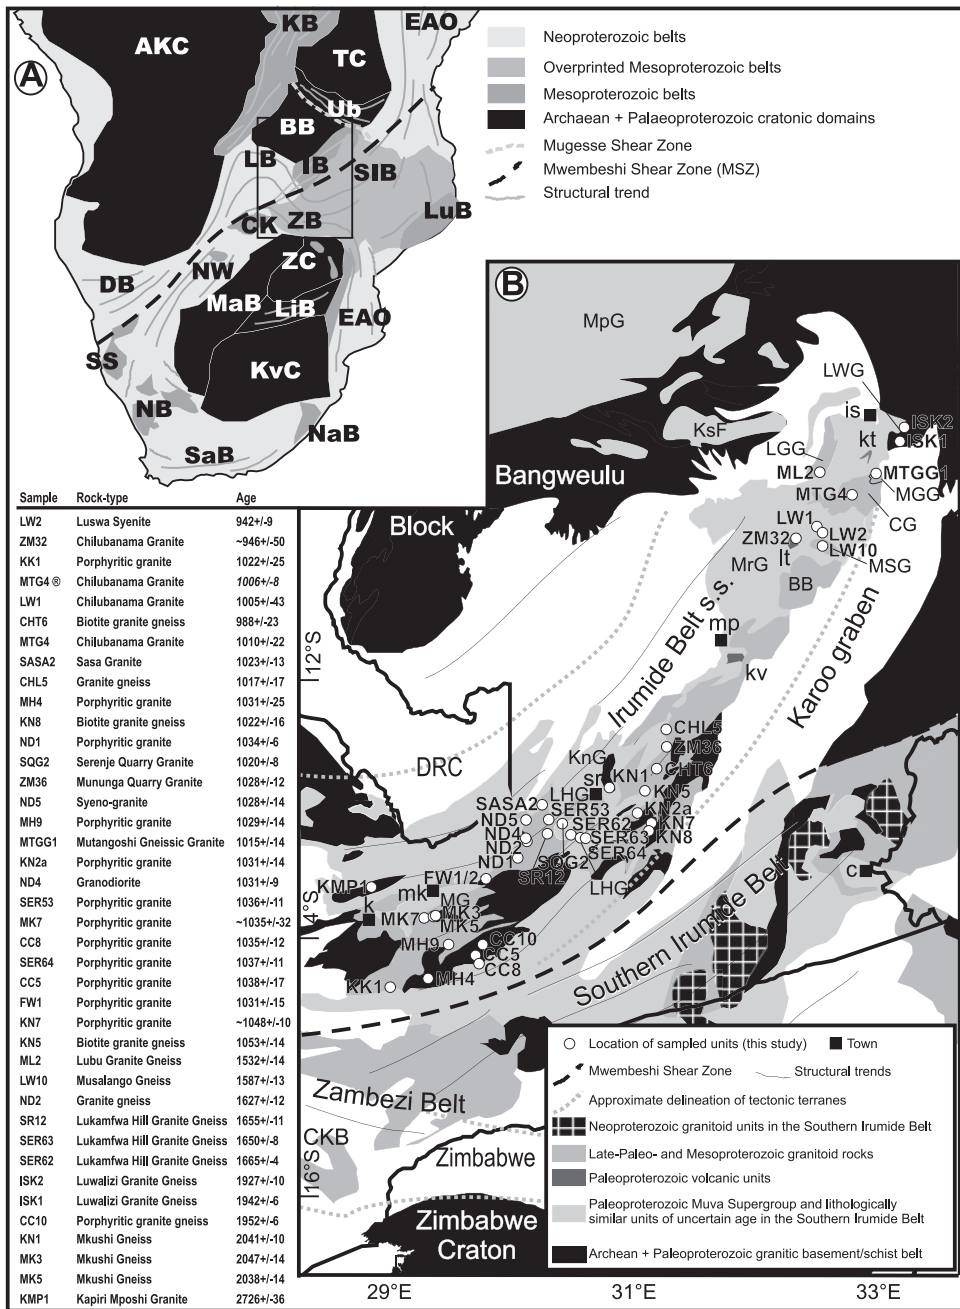 A
AKC
KB
EAO
TC
Ub
BB
LB
IB
SIB
LuB
CK
ZB
ZC
NW
DB
MaB
LiB
EAO
SS
KvC
NB
NaB
SaB
Neoproterozoic belts
Overprinted Mesoproterozoic belts
Mesoproterozoic belts
Archaean + Palaeoproterozoic cratonic domains
Mugesse Shear Zone
Mwembeshi Shear Zone (MSZ)
Structural trend
Sample Rock-type Age
LW2 Luswa Syenite 942+/-9
ZM32 Chilubanama Granite ~946+/-50
KK1 Porphyritic granite 1022+/-25
MTG4 ® Chilubanama Granite 1006+/-8
LW1 Chilubanama Granite 1005+/-43
CHT6 Biotite granite gneiss 988+/-23
MTG4 Chilubanama Granite 1010+/-22
SASA2 Sasa Granite 1023+/-13
CHL5 Granite gneiss 1017+/-17
MH4 Porphyritic granite 1031+/-25
KN8 Biotite granite gneiss 1022+/-16
ND1 Porphyritic granite 1034+/-6
SQG2 Serenje Quarry Granite 1020+/-8
ZM36 Mununga Quarry Granite 1028+/-12
ND5 Syeno-granite 1028+/-14
MH9 Porphyritic granite 1029+/-14
MTGG1 Mutangoshi Gneissic Granite 1015+/-14
KN2a Porphyritic granite 1031+/-14
ND4 Granodiorite 1031+/-9
SER53 Porphyritic granite 1036+/-11
MK7 Porphyritic granite ~1035+/-32
CC8 Porphyritic granite 1035+/-12
SER64 Porphyritic granite 1037+/-11
CC5 Porphyritic granite 1038+/-17
FW1 Porphyritic granite 1031+/-15
KN7 Porphyritic granite ~1048+/-10
KN5 Biotite granite gneiss 1053+/-14
ML2 Lubu Granite Gneiss 1532+/-14
LW10 Musalango Gneiss 1587+/-13
ND2 Granite gneiss 1627+/-12
SR12 Lukamfwa Hill Granite Gneiss 1655+/-11
SER63 Lukamfwa Hill Granite Gneiss 1650+/-8
SER62 Lukamfwa Hill Granite Gneiss 1665+/-4
ISK2 Luwalizi Granite Gneiss 1927+/-10
ISK1 Luwalizi Granite Gneiss 1942+/-6
CC10 Porphyritic granite gneiss 1952+/-6
KN1 Mkushi Gneiss 2041+/-10
MK3 Mkushi Gneiss 2047+/-14
MK5 Mkushi Gneiss 2038+/-14
KMP1 Kapiri Mposhi Granite 2726+/-36
B
MpG
LWG
is
ISK2
KsF
kt
ISK1
LGG
Bangweulu
ML2
MTGG1
MGG
MTG4
CG
Block
LW1
ZM32
LW2
LW10
lt
MSG
MrG
BB
Irumide Belt s.s.
mp
Karoo graben
kv
12°S
CHL5
ZM36
DRC
KnG
CHT6
sr
KN1
LHG
KN5
SASA2
SER53
KN2a
ND5
SER62
KN7
ND4
SER63
KN8
ND2
SER64
ND1
SQG2
SR12
LHG
KMP1
FW1/2
mk
MG
k
14°S
MK7
MK3
MK5
MH9
CC10
CC5
CC8
MH4
KK1
c
Southern Irumide Belt
Zambezi Belt
CKB
Zimbabwe
16°S
Zimbabwe
Craton
Location of sampled units (this study) Town
Mwembeshi Shear Zone Structural trends
Approximate delineation of tectonic terranes
Neoproterozoic granitoid units in the Southern Irumide Belt
Late-Paleo- and Mesoproterozoic granitoid rocks
Paleoproterozoic volcanic units
Paleoproterozoic Muva Supergroup and lithologically
similar units of uncertain age in the Southern Irumide Belt
Archean + Paleoproterozoic granitic basement/schist belt
29°E 31°E 33°E